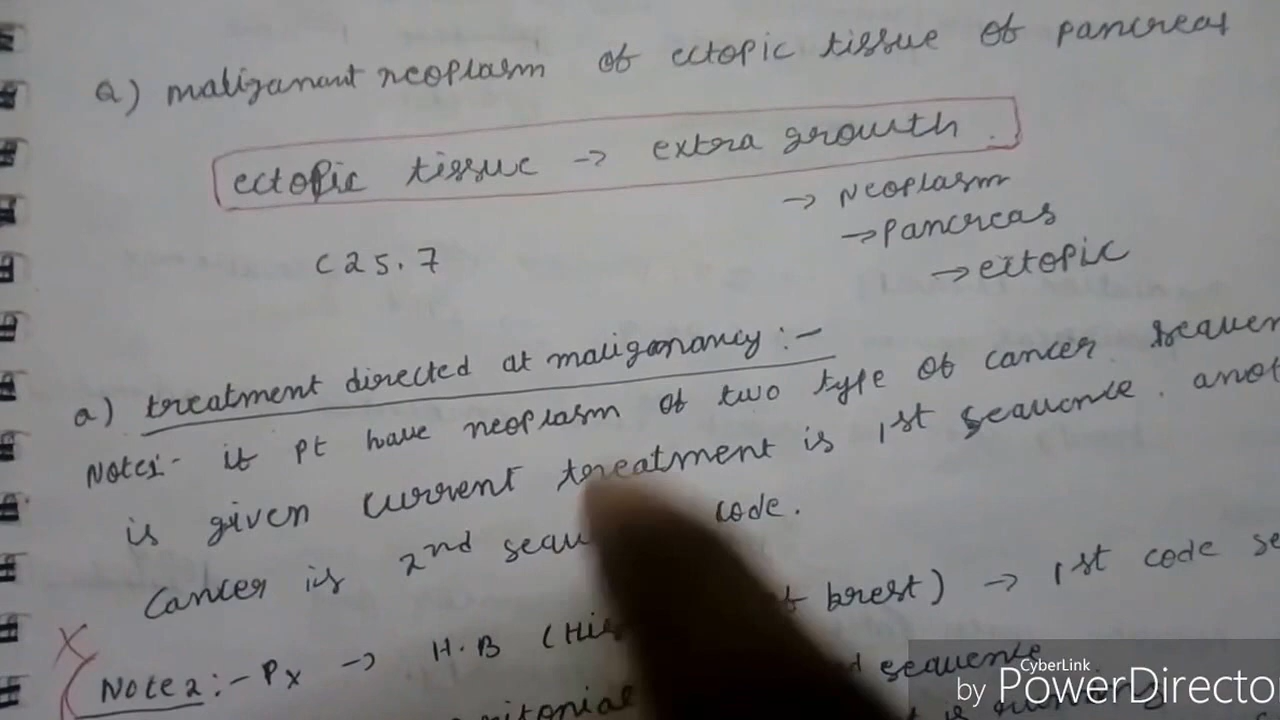 a) maliganant neoplasm of ectopic tissue of pancreas
ectopic tissue → extra growth.
→ Neoplasm
→ pancreas
→ ectopic
C25.7
a) treatment directed at maligonancy :-
Note1:- if pt have neoplasm of two type of cancer
is given current treatment is 1st sequence. 
Cancer is 2nd code.
X
Note2:- Px → H.B ( brest) → 1st code
sequence
CyberLink
by PowerDirecto